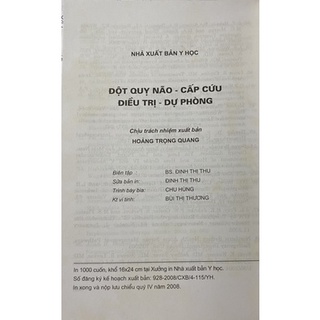 NHÀ XUẤT BẢN Y HỌC
ĐỘT QUỴ NÃO - CẤP CỨU
ĐIỀU TRỊ - DỰ PHÒNG
Chịu trách nhiệm xuất bản
HOÀNG TRỌNG QUANG
Biên tập : BS. ĐINH THỊ THU
Sửa bản in: ĐINH THỊ THU
Trình bày bìa: CHU HÙNG
Kĩ vi tính: BÙI THỊ THƯƠNG
In 1000 cuốn, khổ 16x24 cm tại Xưởng in Nhà xuất bản Y học.
Số đăng ký kế hoạch xuất bản: 928-2008/CXB/4-115/YH.
In xong và nộp lưu chiểu quý IV năm 2008.